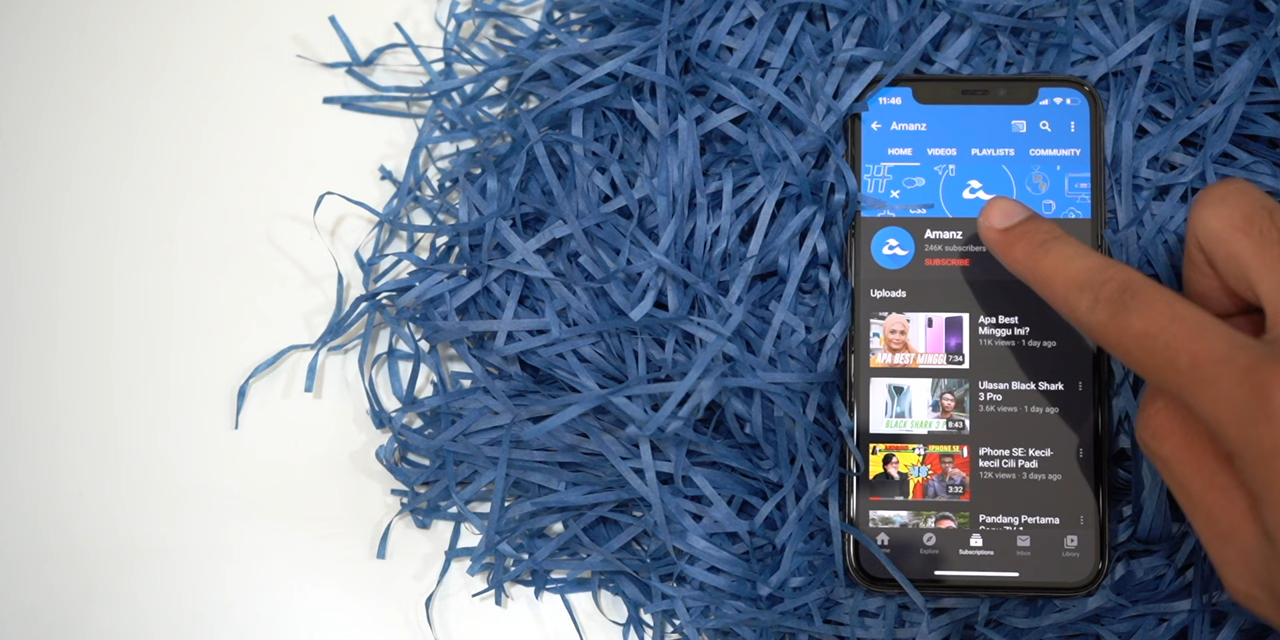 11:46
Amanz
HOME VIDEOS PLAYLISTS COMMUNITY
#
CSS
Amanz
246K subscribers
SUBSCRIBE
Uploads
APA BEST MINGGU
7:34
Apa Best
Minggu Ini?
11K views · 1 day ago
BLACK SHARK 3 P
8:43
Ulasan Black Shark
3 Pro
3.6K views · 1 day ago
IPHONE SE
3:32
iPhone SE: Kecil-
kecil Cili Padi
12K views · 3 days ago
Pandang Pertama
Explore Subscriptions Inbox Library